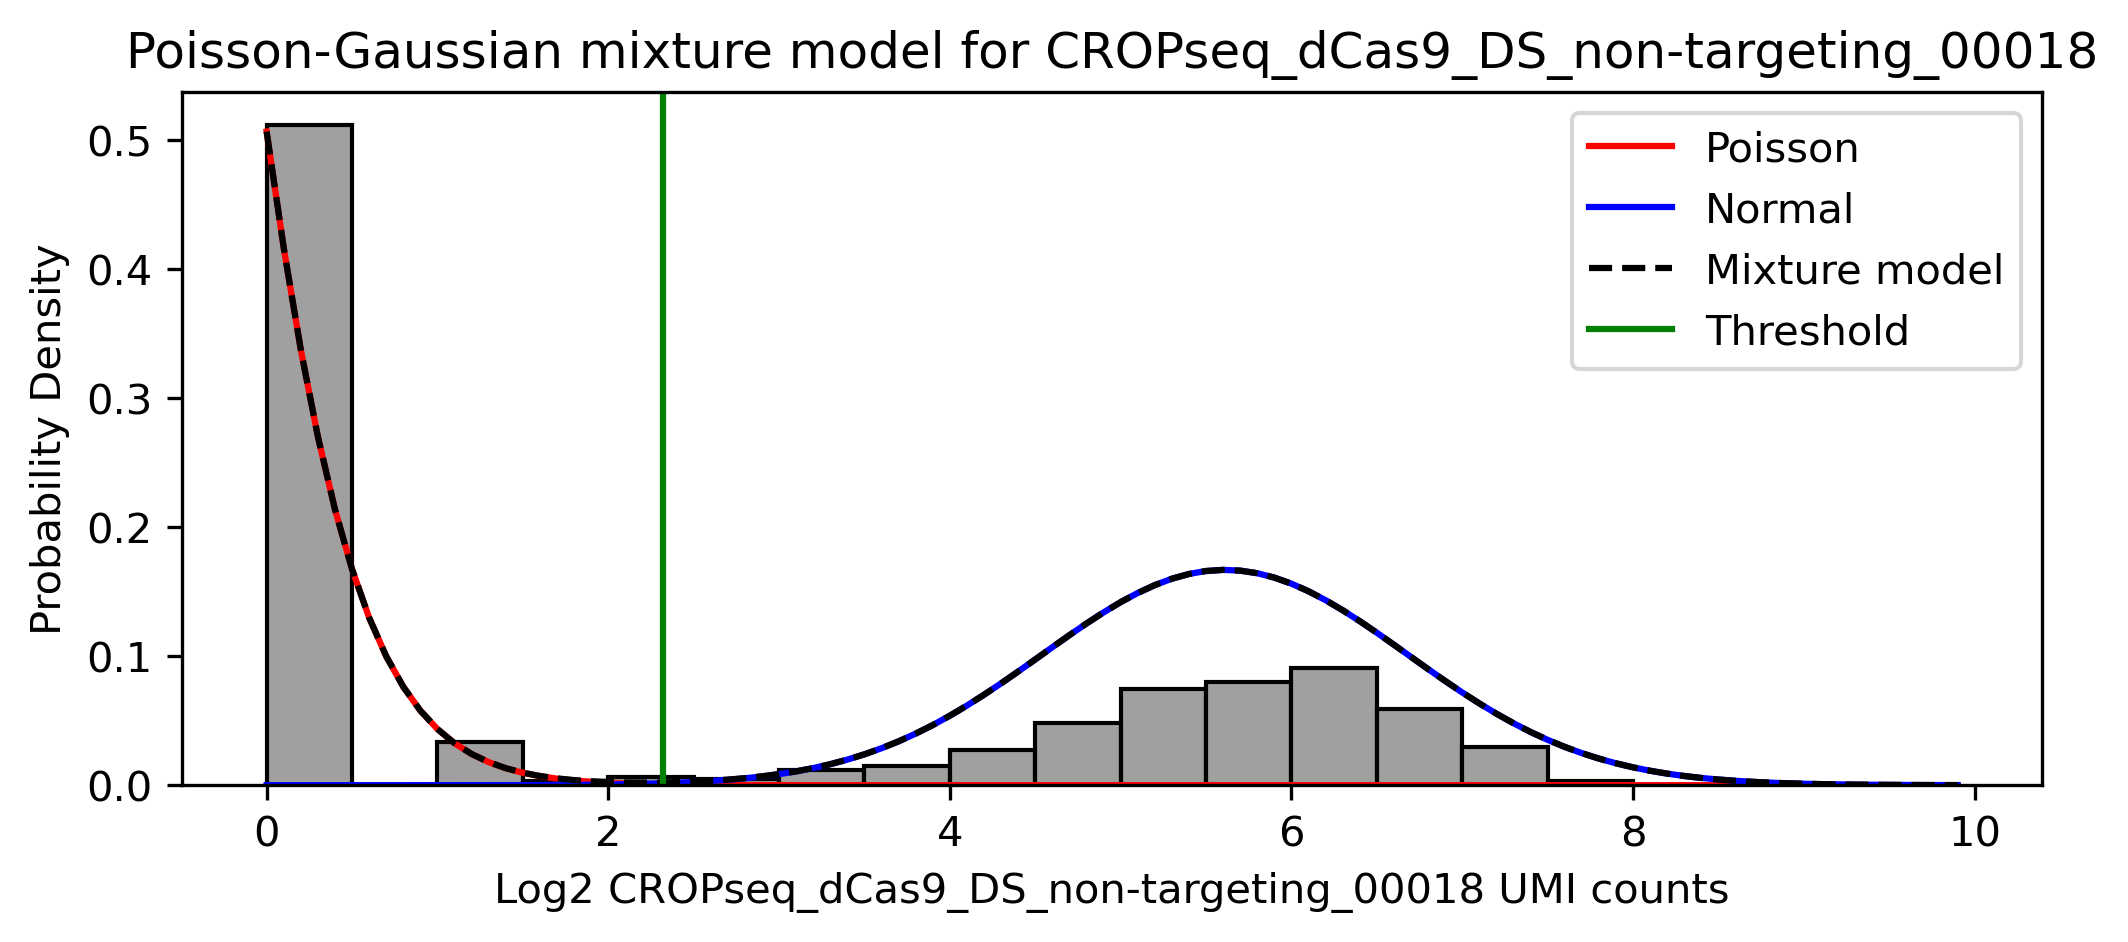 Poisson-Gaussian mixture model for CROPseq_dCas9_DS_non-targeting_00018
Probability Density
0.5
0.4
0.3
0.2
0.1
0.0
Poisson
Normal
Mixture model
Threshold
0 2 4 6 8 10
Log2 CROPseq_dCas9_DS_non-targeting_00018 UMI counts